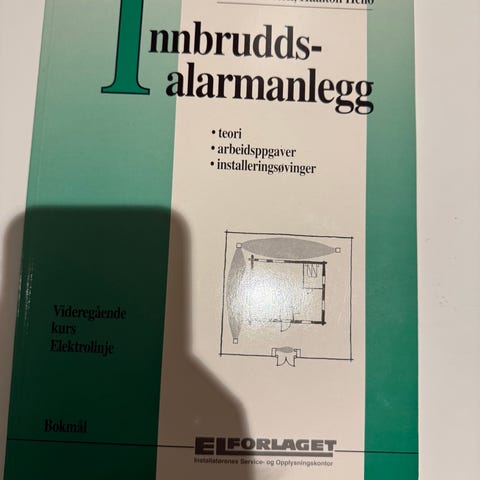 Innbrudds-
alarmanlegg
• teori
• arbeidsppgaver
• installeringsøvinger
Videregående
kurs
Elektrolinje
Bokmål
ELFORLAGET
Installatørenes Service- og Opplysningskontor